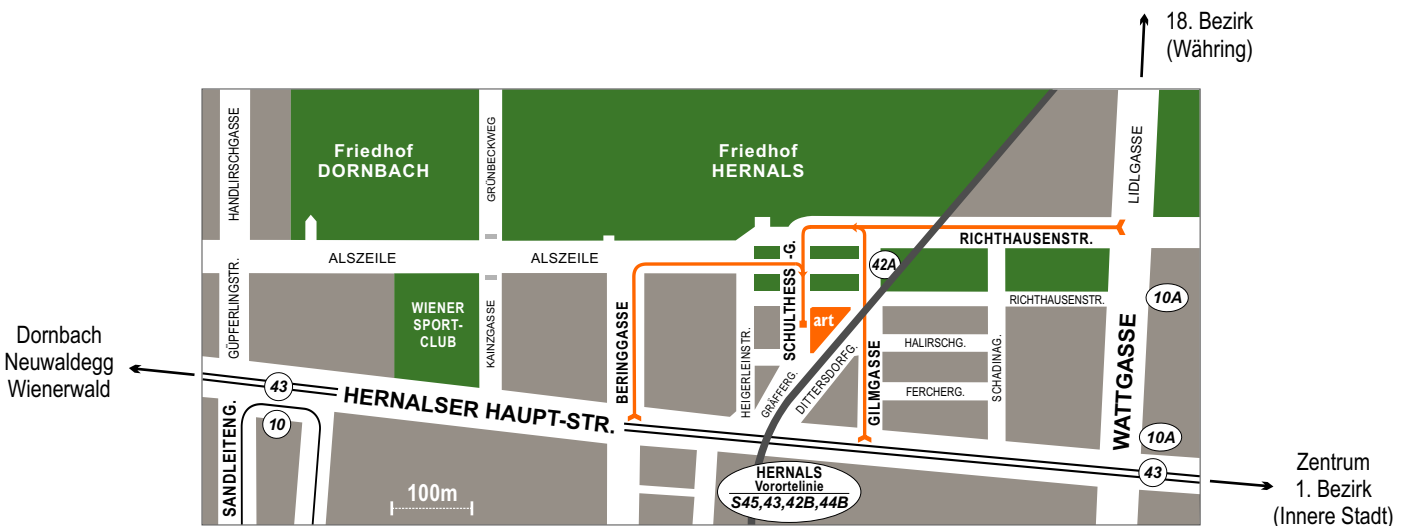 18. Bezirk
(Währing)
HANDLIRSCHGASSE
Friedhof
DORNBACH
GRÜNBECKWEG
Friedhof
HERNALS
LIDLGASSE
RICHTHAUSENSTR.
ALSZEILE
ALSZEILE
SCHULTHESS -G.
42A
GÜPFERLINGSTR.
WIENER
SPORT-
CLUB
KAINZGASSE
BERINGGASSE
HEIGERLEINSTR.
art
RICHTHAUSENSTR.
10A
Dornbach
Neuwaldegg
Wienerwald
HALIRSCHG.
SCHADINAG.
WATTGASSE
43
HERNALSER HAUPT-STR.
GRÄFFERG.
DITTERSDORFG.
GILMGASSE
FERCHERG.
10
10A
SANDLEITENG.
100m
HERNALS
Vorortelinie
S45,43,42B,44B
43
Zentrum
1. Bezirk
(Innere Stadt)